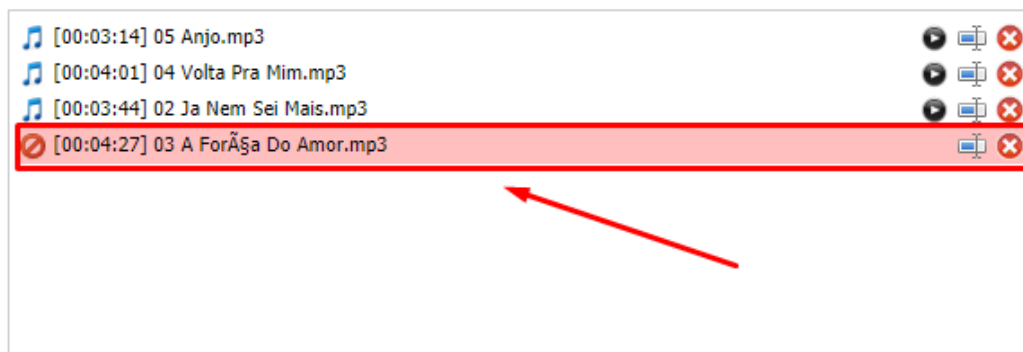 [00:03:14] 05 Anjo.mp3
[00:04:01] 04 Volta Pra Mim.mp3
[00:03:44] 02 Ja Nem Sei Mais.mp3
[00:04:27] 03 A ForÃ§a Do Amor.mp3